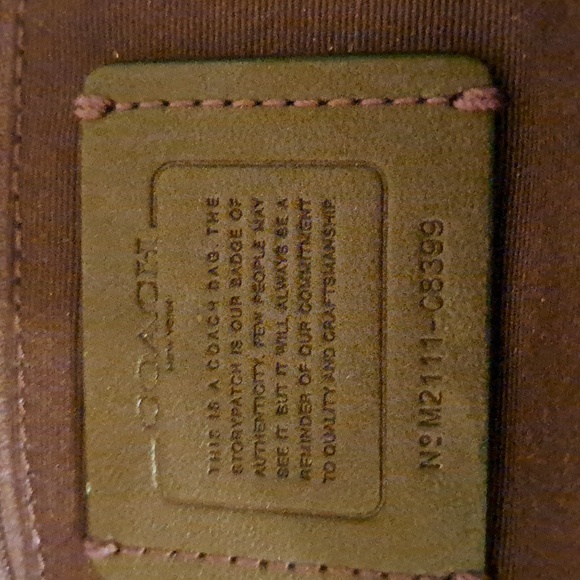 COACH
NEW YORK
THIS IS A COACH BAG. THE
STORYPATCH IS OUR BADGE OF
AUTHENTICITY. FEW PEOPLE MAY
SEE IT, BUT IT WILL ALWAYS BE A
REMINDER OF OUR COMMITMENT
TO QUALITY AND CRAFTSMANSHIP.
Nº M2111-C8399